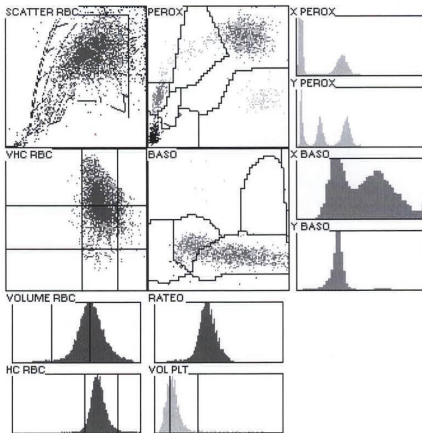 SCATTER RBC
PEROX
X PEROX
Y PEROX
VHC RBC
BASO
X BASO
Y BASO
VOLUME RBC
RATEO
HC RBC
VOL PLT